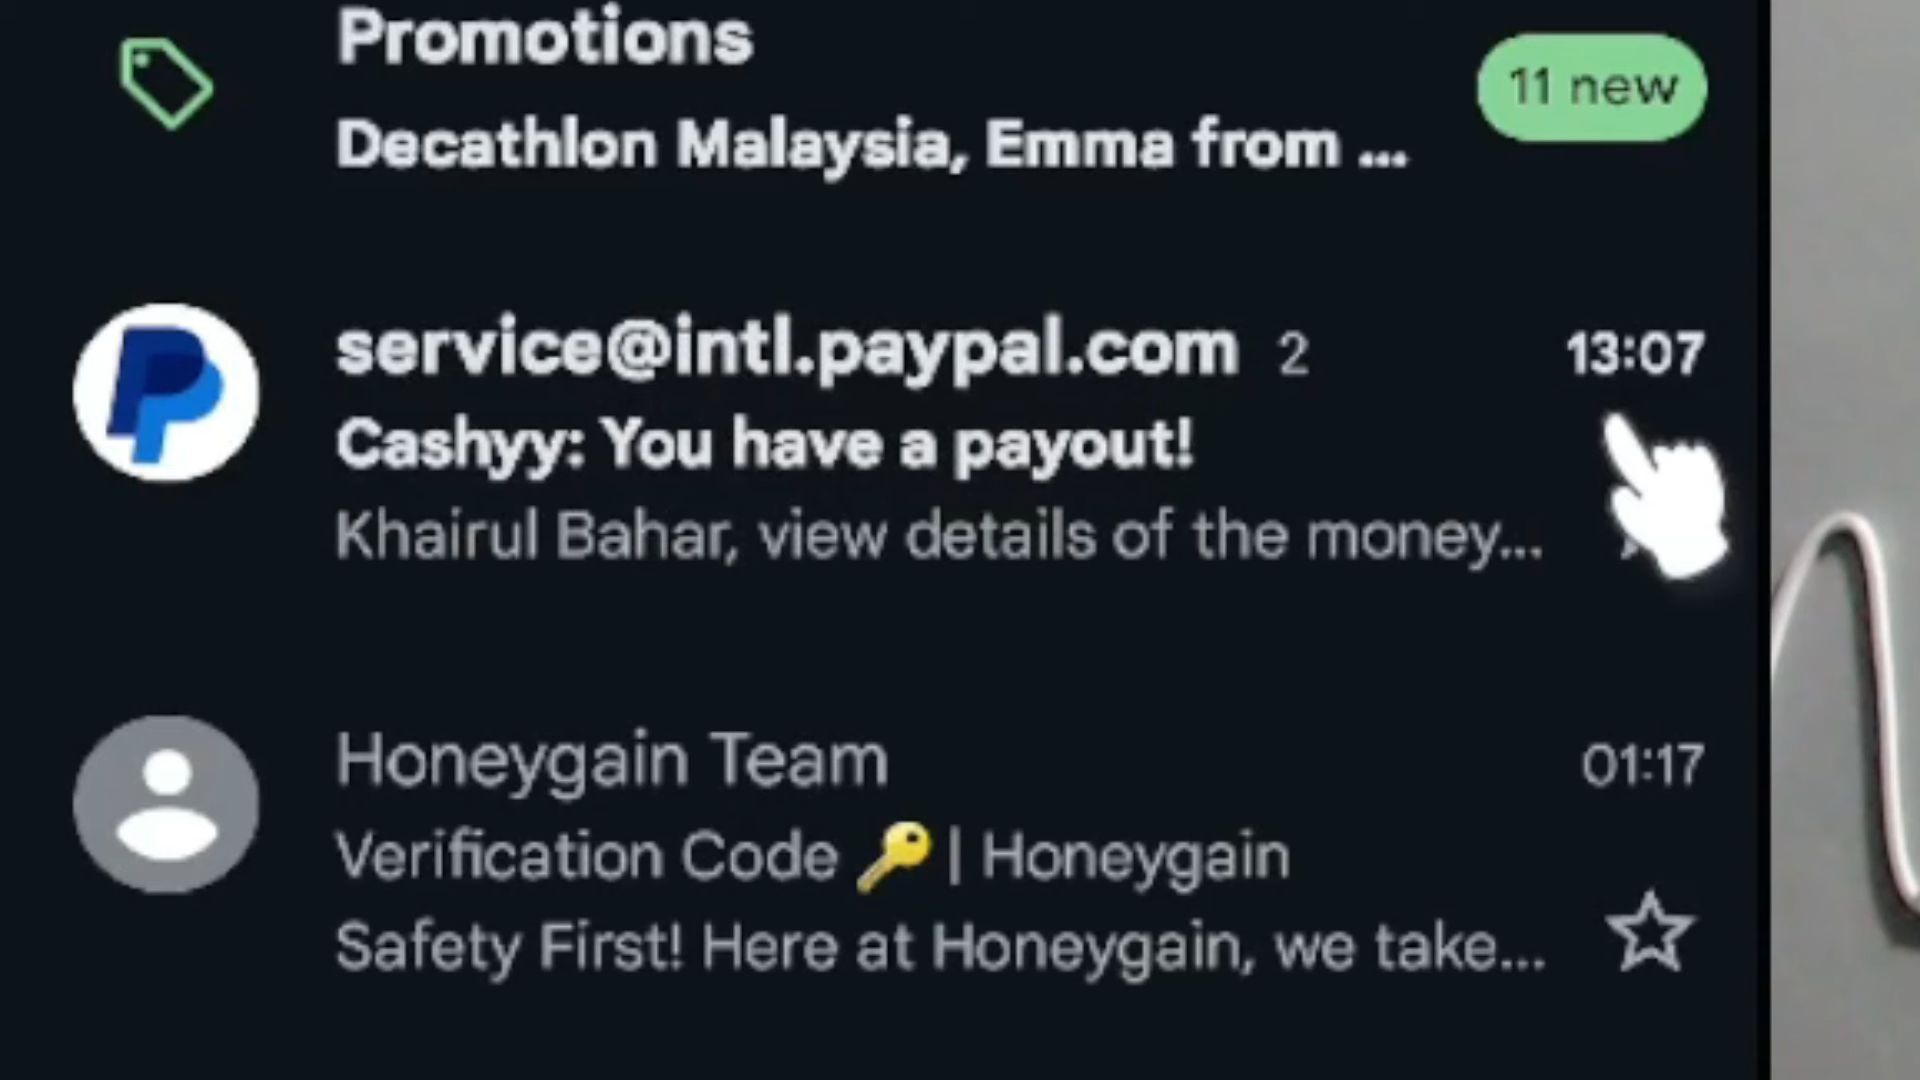 Promotions
11 new
Decathlon Malaysia, Emma from ...
service@intl.paypal.com 2
13:07
Cashyy: You have a payout!
Khairul Bahar, view details of the money...
Honeygain Team
01:17
Verification Code 🔑 | Honeygain
Safety First! Here at Honeygain, we take...